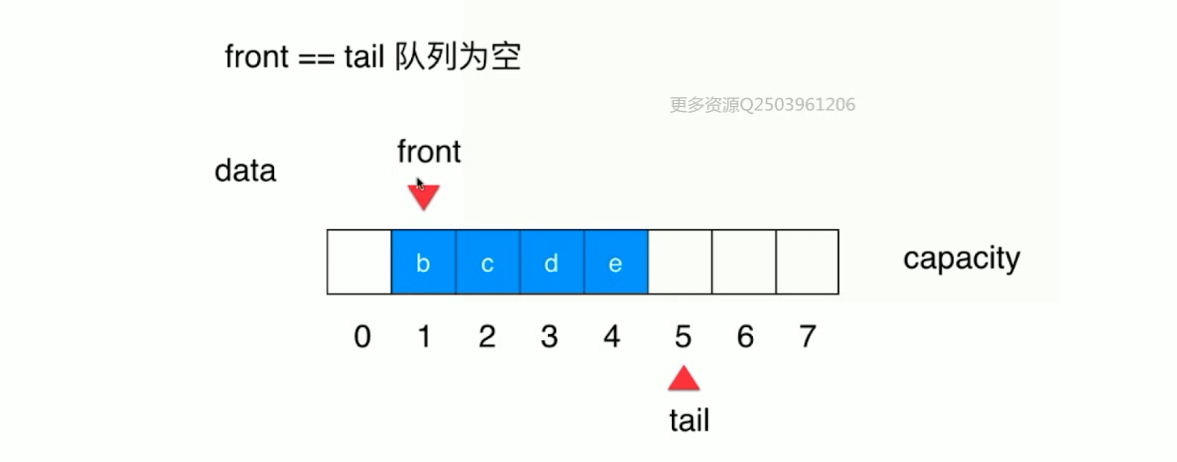 front == tail 队列为空
更多资源Q2503961206
front
data
b c d e
capacity
0 1 2 3 4 5 6 7
tail